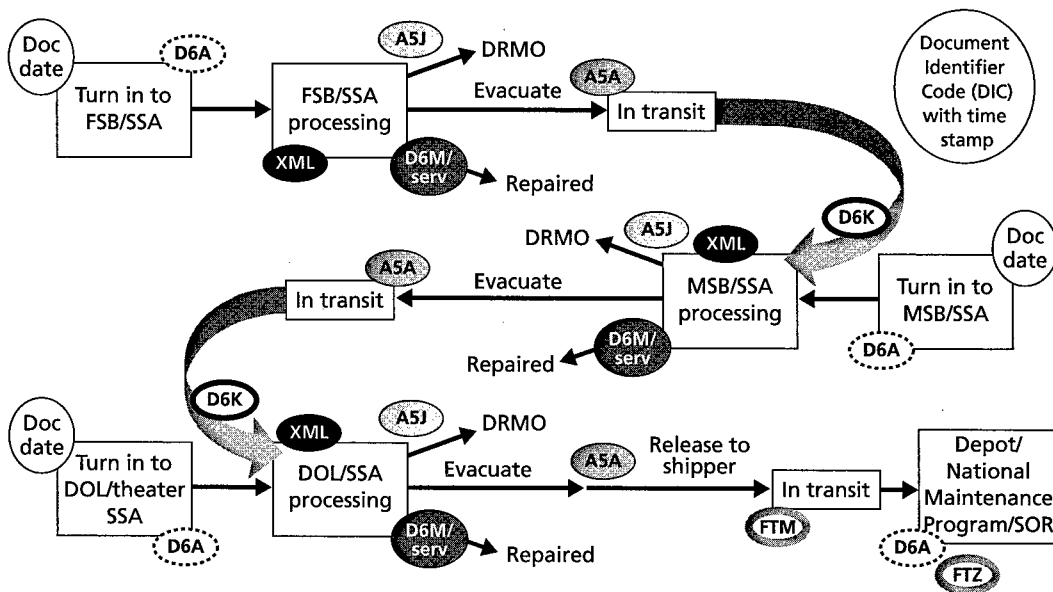 Doc
date
D6A
Turn in to
FSB/SSA
FSB/SSA
processing
XML
A5J
DRMO
Evacuate
D6M/
serv
Repaired
A5A
In transit
Document
Identifier
Code (DIC)
with time
stamp
D6K
Doc
date
Turn in to
MSB/SSA
D6A
XML
MSB/SSA
processing
A5J
DRMO
Evacuate
D6M/
serv
Repaired
A5A
In transit
D6K
Doc
date
Turn in to
DOL/theater
SSA
D6A
XML
DOL/SSA
processing
A5J
DRMO
Evacuate
D6M/
serv
Repaired
A5A
Release to
shipper
In transit
FTM
Depot/
National
Maintenance
Program/SOR
D6A
FTZ